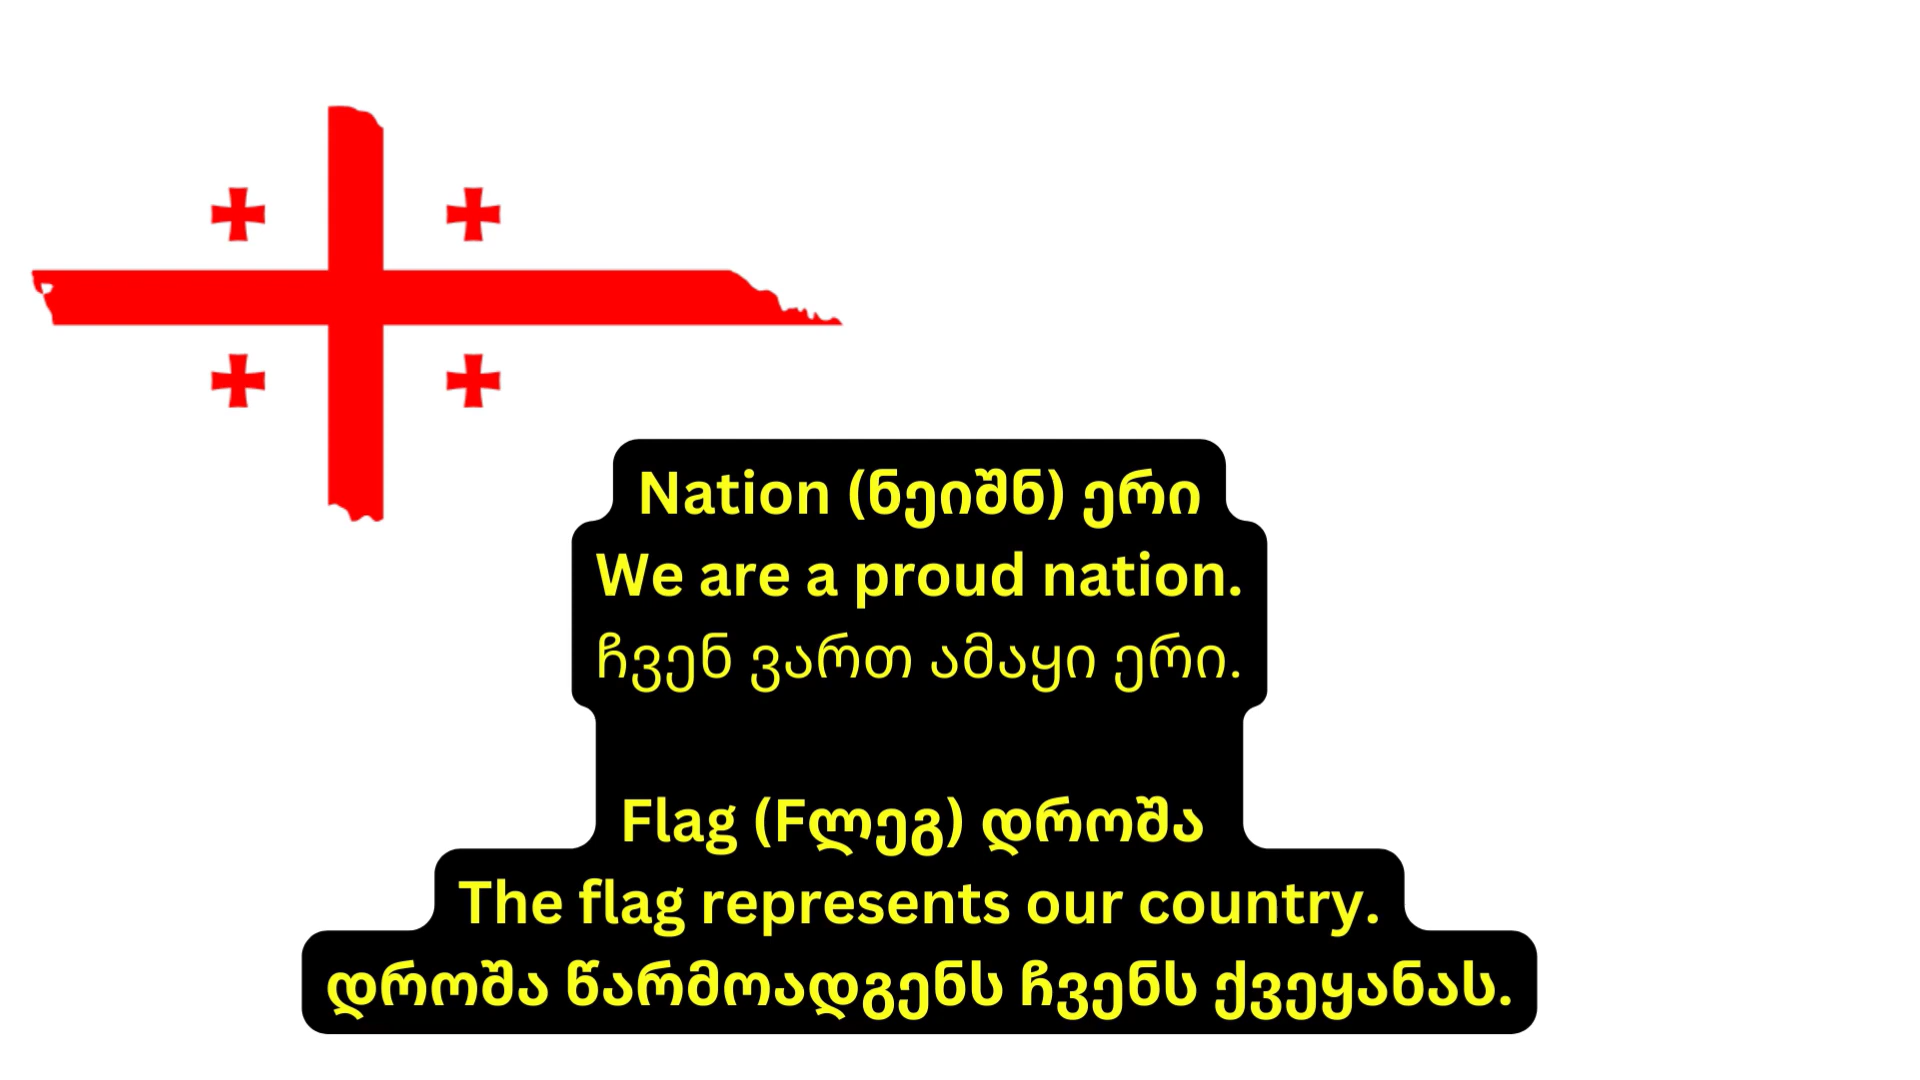 Nation (ნეიშნ) ერი
We are a proud nation.
ჩვენ ვართ ამაყი ერი.
Flag (Fლეგ) დროშა
The flag represents our country.
დროშა წარმოადგენს ჩვენს ქვეყანას.